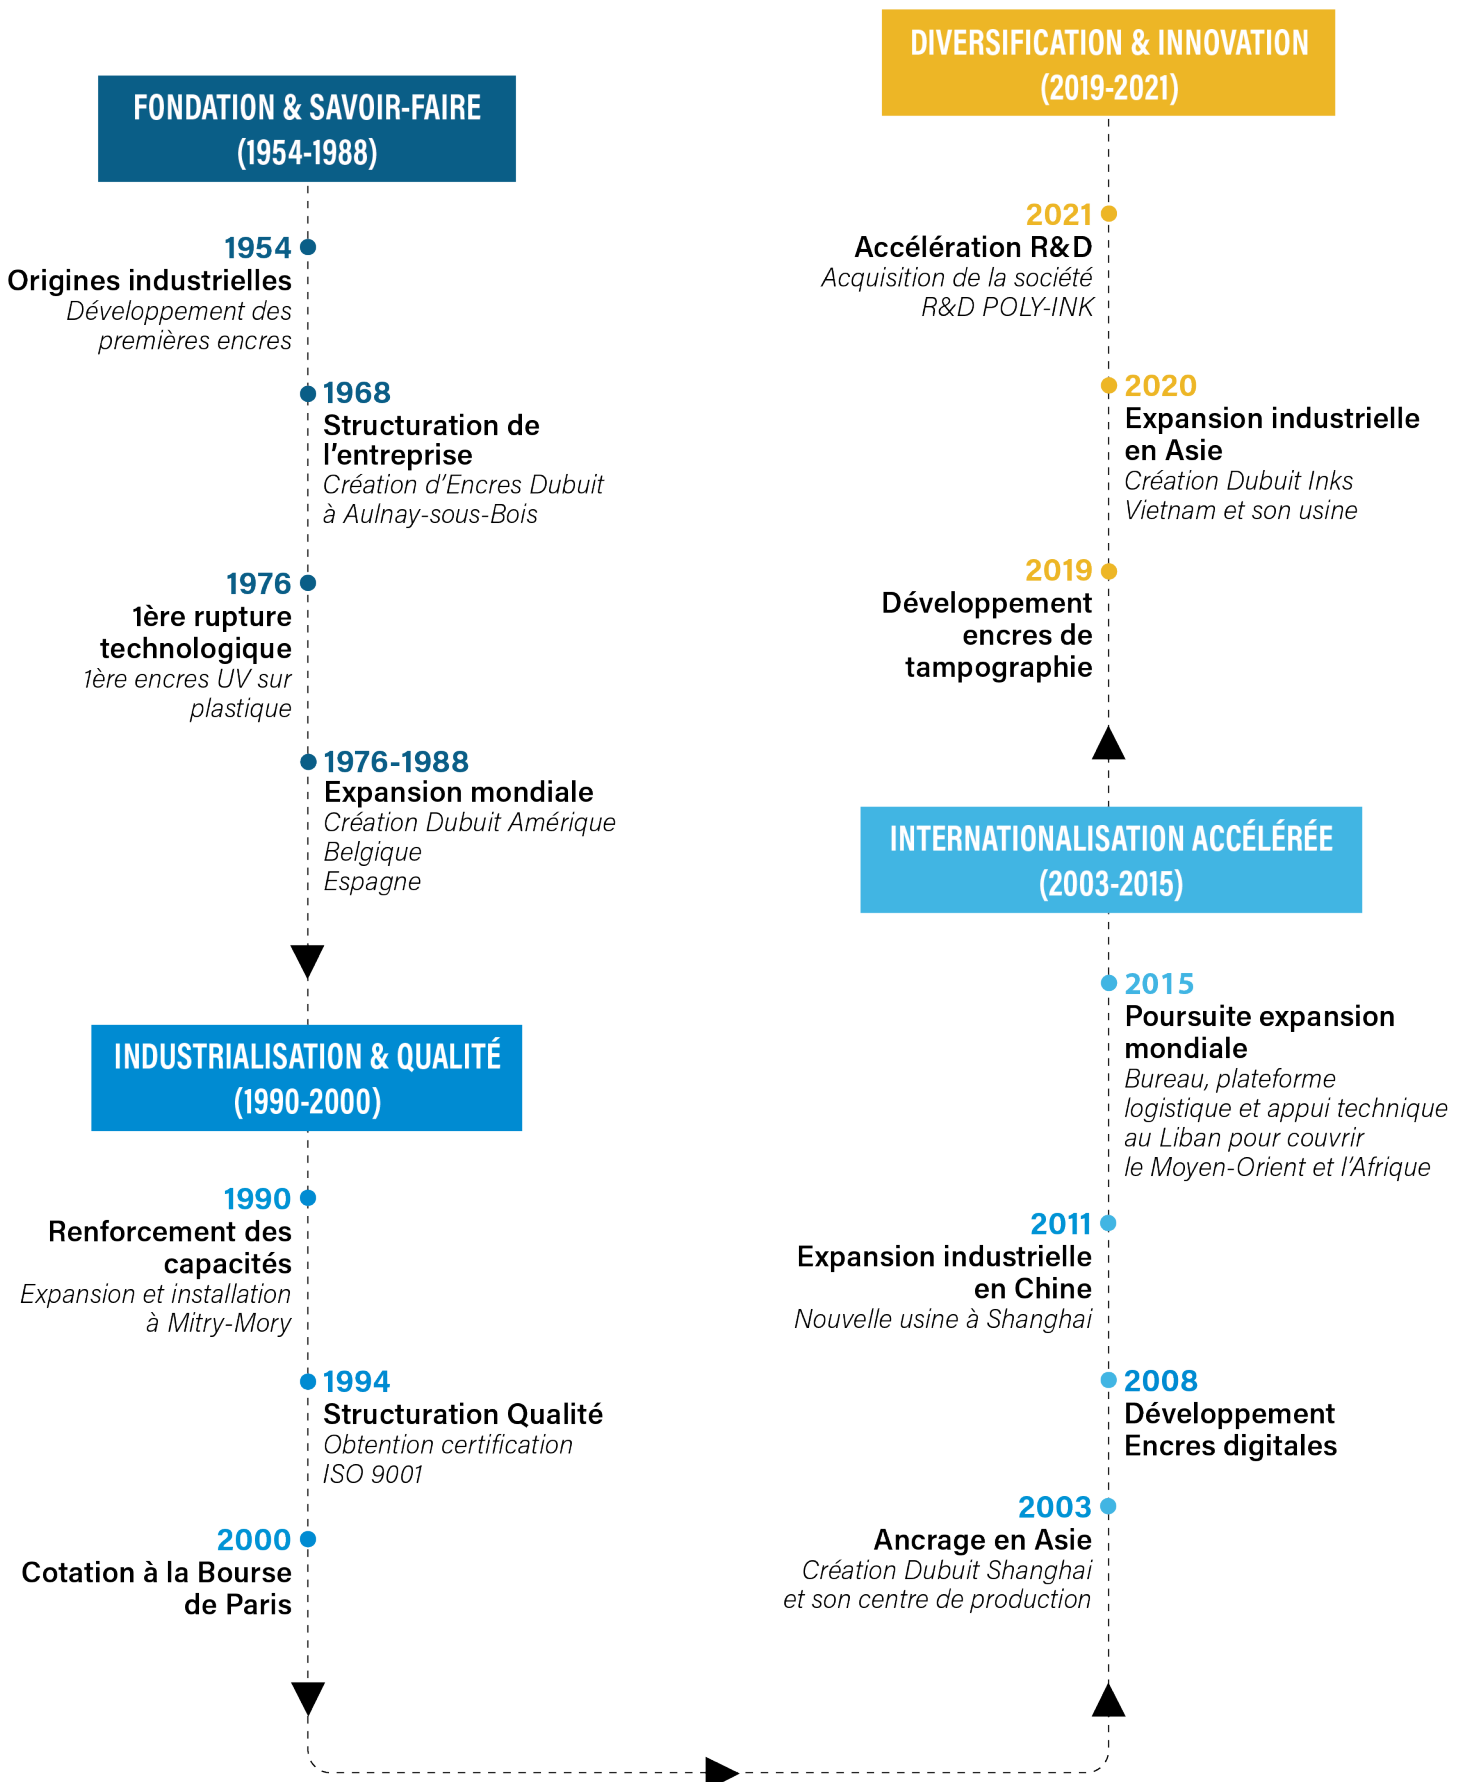 FONDATION & SAVOIR-FAIRE
(1954-1988)
1954
Origines industrielles
Développement des
premières encres
1968
Structuration de
l’entreprise
Création d’Encres Dubuit
à Aulnay-sous-Bois
1976
1ère rupture
technologique
1ère encres UV sur
plastique
1976-1988
Expansion mondiale
Création Dubuit Amérique
Belgique
Espagne
INDUSTRIALISATION & QUALITÉ
(1990-2000)
1990
Renforcement des
capacités
Expansion et installation
à Mitry-Mory
1994
Structuration Qualité
Obtention certification
ISO 9001
2000
Cotation à la Bourse
de Paris
DIVERSIFICATION & INNOVATION
(2019-2021)
2021
Accélération R&D
Acquisition de la société
R&D POLY-INK
2020
Expansion industrielle
en Asie
Création Dubuit Inks
Vietnam et son usine
2019
Développement
encres de
tampographie
INTERNATIONALISATION ACCÉLÉRÉE
(2003-2015)
2015
Poursuite expansion
mondiale
Bureau, plateforme
logistique et appui technique
au Liban pour couvrir
le Moyen-Orient et l’Afrique
2011
Expansion industrielle
en Chine
Nouvelle usine à Shanghai
2008
Développement
Encres digitales
2003
Ancrage en Asie
Création Dubuit Shanghai
et son centre de production